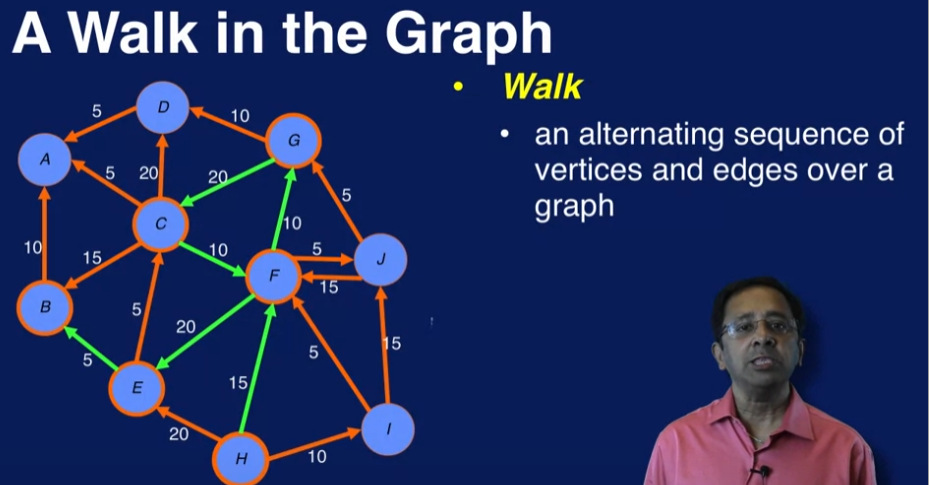 A Walk in the Graph
• Walk
• an alternating sequence of
vertices and edges over a
graph
D
5
10
G
A
5
20
20
5
C
10
10
15
10
5
J
F
15
B
5
20
5
15
5
15
E
I
20
10
H